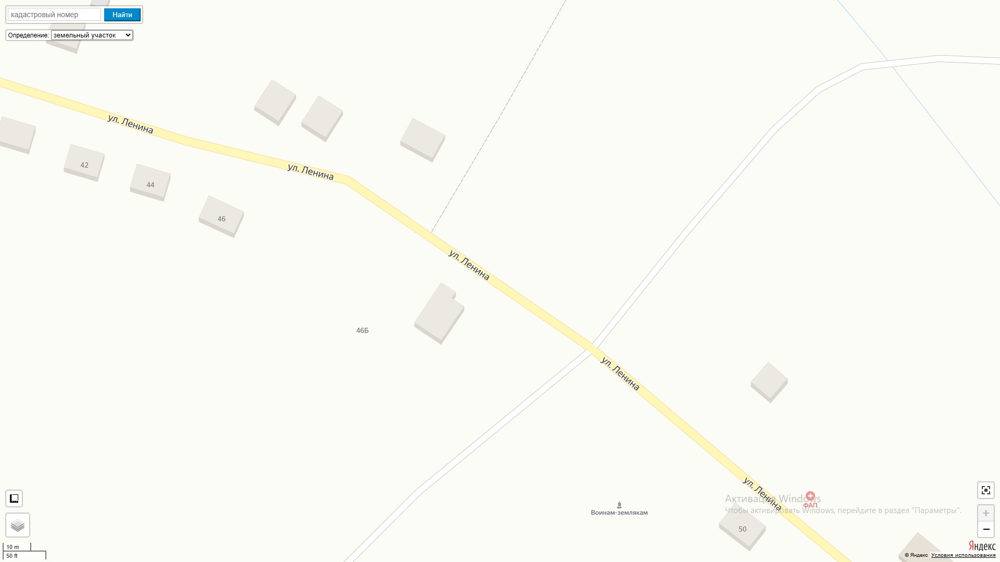 кадастровый номер
Найти
Определение:
земельный участок
ул. Ленина
ул. Ленина
42
44
46
ул. Ленина
46Б
ул. Ленина
ул. Ленина
Активация Windows
ФАП
Чтобы активировать Windows, перейдите в раздел "Параметры".
Воинам-землякам
50
+
−
10 m
50 ft
Яндекс
© Яндекс Условия использования